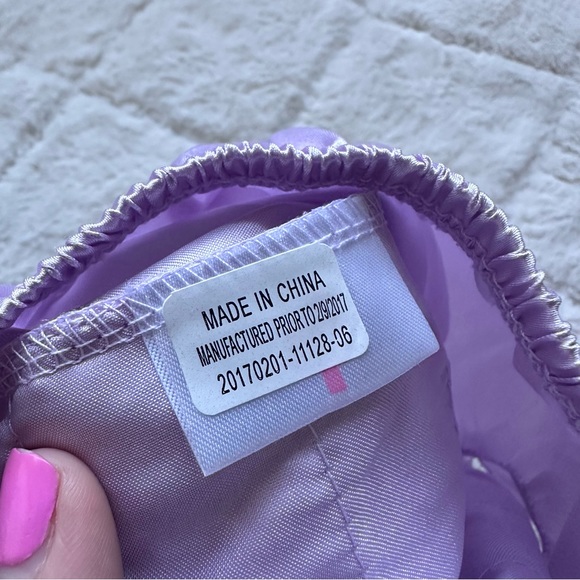 MADE IN CHINA
MANUFACTURED PRIOR TO 2/9/2017
20170201-11128-06